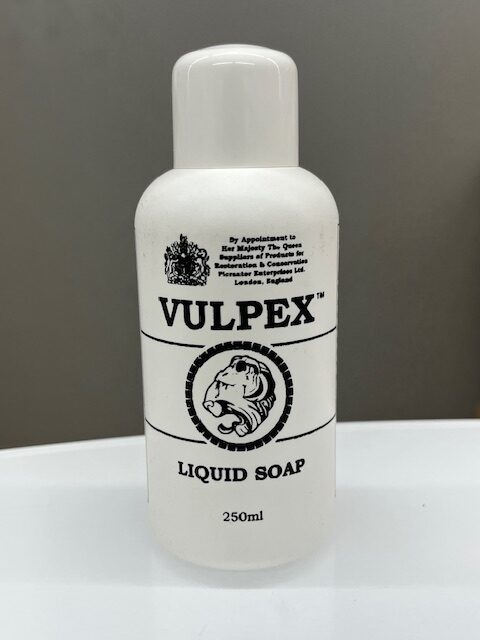 By Appointment to
Her Majesty The Queen
Suppliers of Products for
Restoration & Conservation
Picreator Enterprises Ltd.
London, England
VULPEX™
LIQUID SOAP
250ml